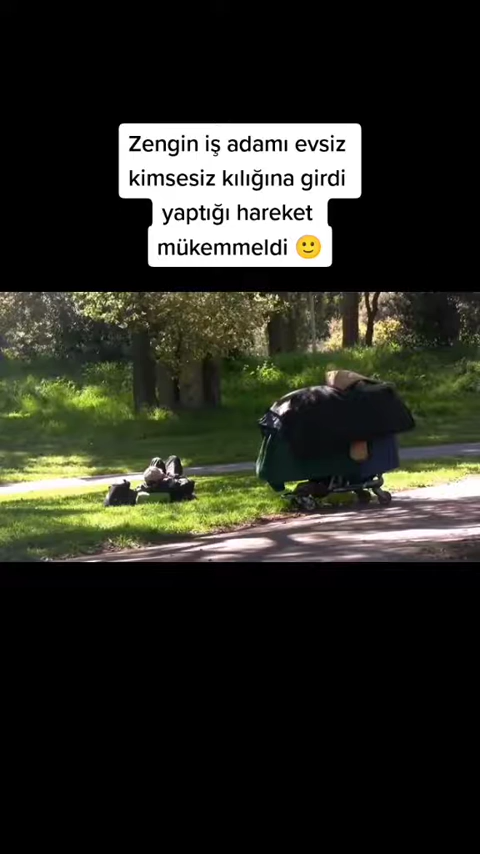 Zengin iş adamı evsiz
kimsesiz kılığına girdi
yaptığı hareket
mükemmeldi 🙂